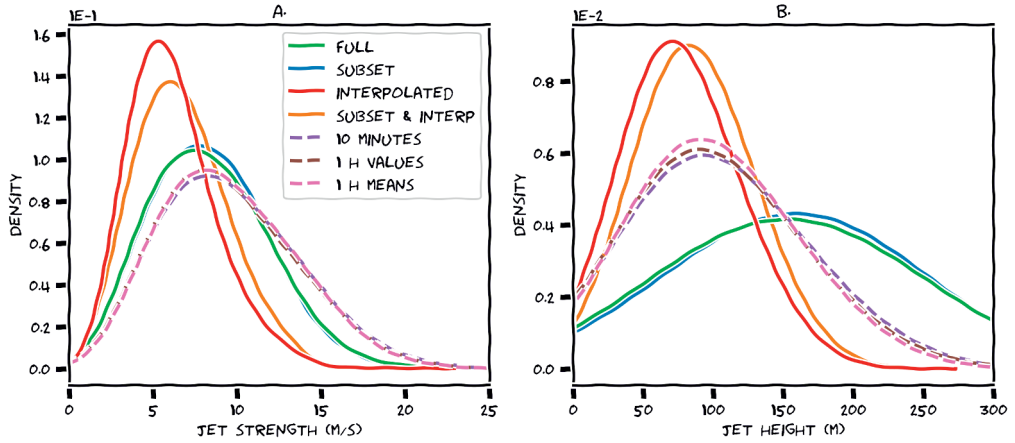 1E-1
A.
1.6
1.4
1.2
1.0
0.8
0.6
0.4
0.2
0.0
DENSITY
FULL
SUBSET
INTERPOLATED
SUBSET & INTERP
10 MINUTES
1 H VALUES
1 H MEANS
0 5 10 15 20 25
JET STRENGTH (M/S)
1E-2
B.
0.8
0.6
0.4
0.2
0.0
DENSITY
0 50 100 150 200 250 300
JET HEIGHT (M)